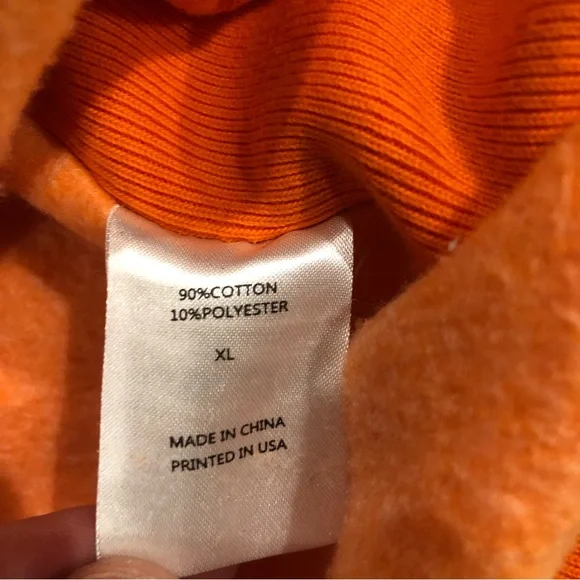 90%COTTON
10%POLYESTER
XL
MADE IN CHINA
PRINTED IN USA